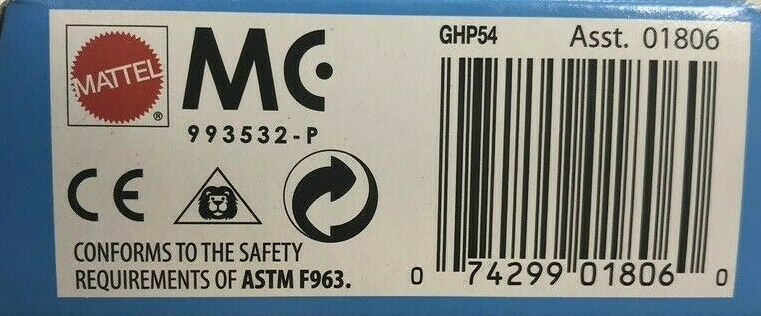 MATTEL
®
MC
993532-P
CE
CONFORMS TO THE SAFETY
REQUIREMENTS OF ASTM F963.
GHP54 Asst. 01806
0 74299 01806 0